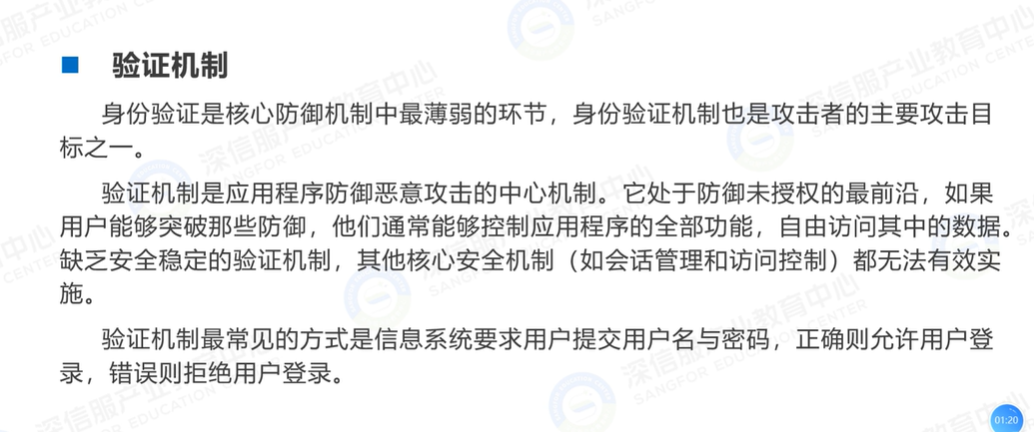 验证机制
身份验证是核心防御机制中最薄弱的环节，身份验证机制也是攻击者的主要攻击目
标之一。
验证机制是应用程序防御恶意攻击的中心机制。它处于防御未授权的最前沿，如果
用户能够突破那些防御，他们通常能够控制应用程序的全部功能，自由访问其中的数据。
缺乏安全稳定的验证机制，其他核心安全机制（如会话管理和访问控制）都无法有效实
施。
验证机制最常见的方式是信息系统要求用户提交用户名与密码，正确则允许用户登
录，错误则拒绝用户登录。
深信服产业教育中心
SANGFOR EDUCATION CENTER
01:20